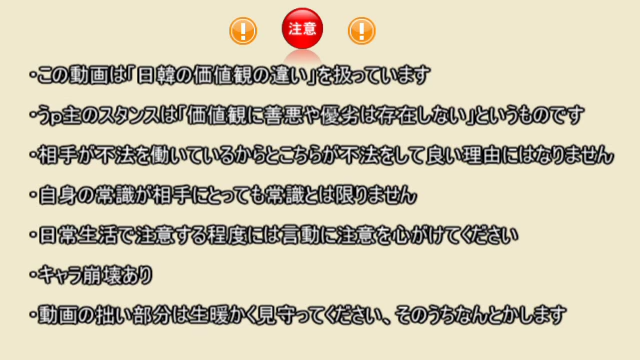 注意
・この動画は「日韓の価値観の違い」を扱っています
・うp主のスタンスは「価値観に善悪や優劣は存在しない」というものです
・相手が不法を働いているからとこちらが不法をして良い理由にはなりません
・自身の常識が相手にとっても常識とは限りません
・日常生活で注意する程度には言動に注意を心がけてください
・キャラ崩壊あり
・動画の拙い部分は生暖かく見守ってください、そのうちなんとかします